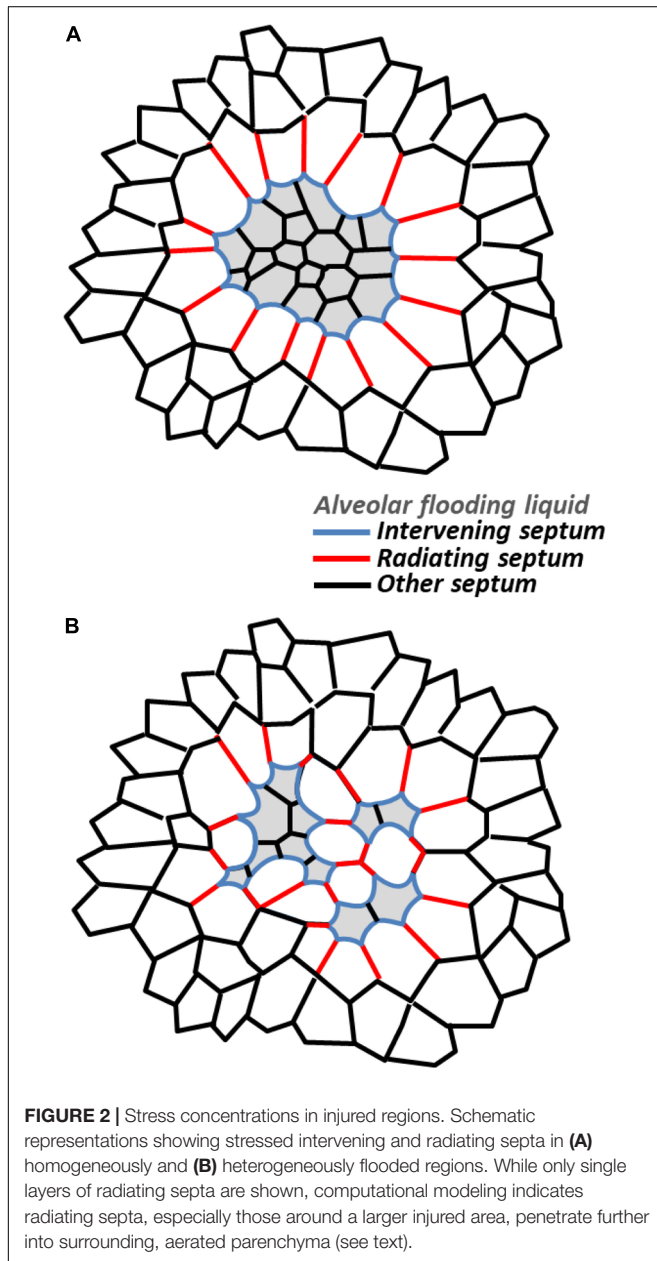 A
Alveolar flooding liquid
Intervening septum
Radiating septum
Other septum
B
FIGURE 2 | Stress concentrations in injured regions. Schematic
representations showing stressed intervening and radiating septa in (A)
homogeneously and (B) heterogeneously flooded regions. While only single
layers of radiating septa are shown, computational modeling indicates
radiating septa, especially those around a larger injured area, penetrate further
into surrounding, aerated parenchyma (see text).